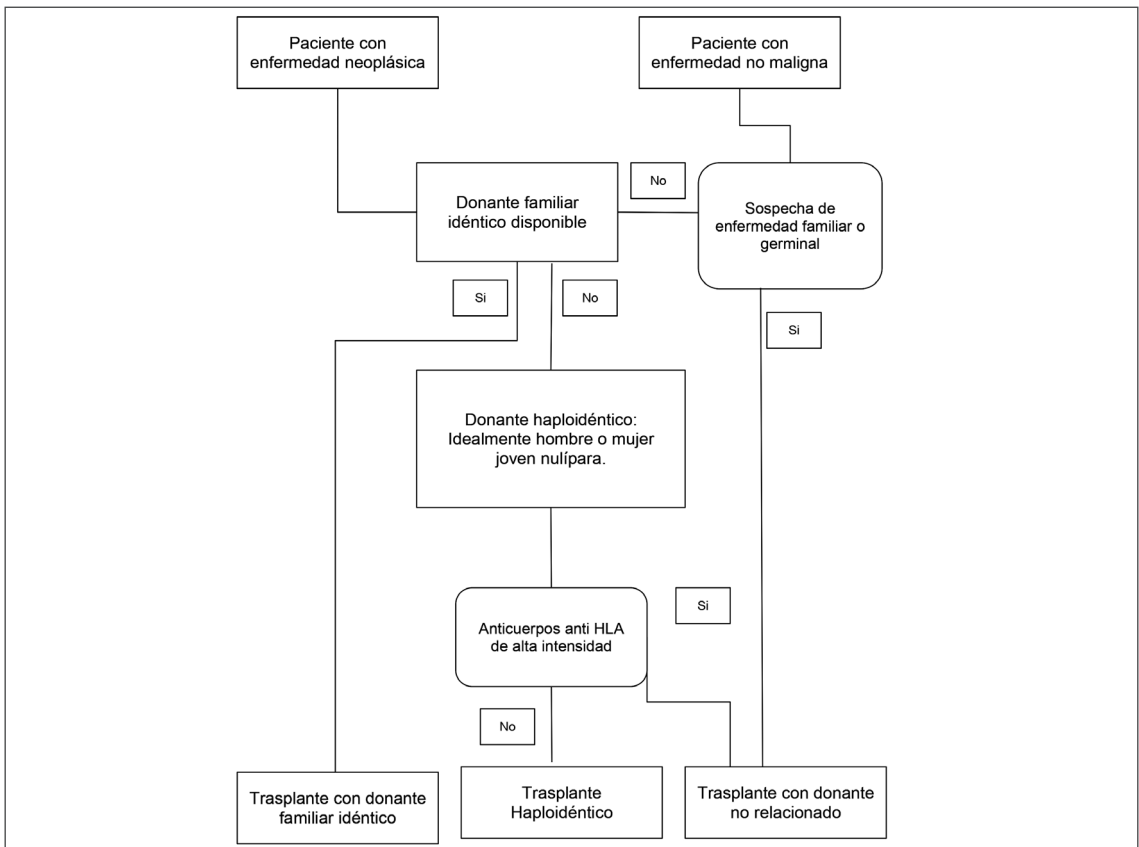 Paciente con
enfermedad neoplásica
Paciente con
enfermedad no maligna
Donante familiar
idéntico disponible
No
Sospecha de
enfermedad familiar o
germinal
Si
No
Si
Donante haploidéntico:
Idealmente hombre o mujer
joven nulípara.
Anticuerpos anti HLA
de alta intensidad
Si
No
Trasplante con donante
familiar idéntico
Trasplante
Haploidéntico
Trasplante con donante
no relacionado